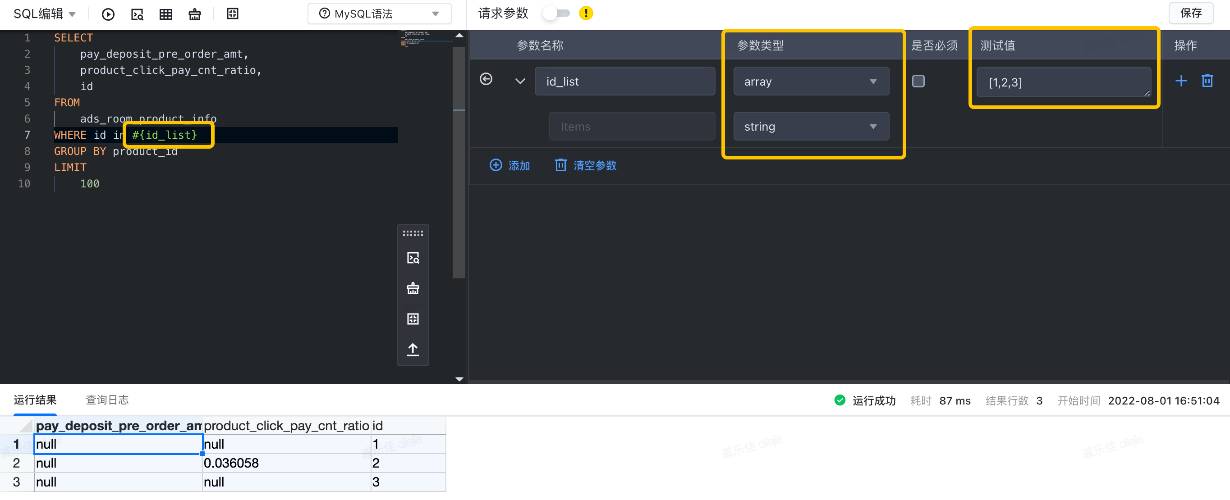 SQL编辑
MySQL语法
请求参数
保存
1 SELECT
2 pay_deposit_pre_order_amt,
3 product_click_pay_cnt_ratio,
4 id
5 FROM
6 ads_room_product_info
7 WHERE id in #{id_list}
8 GROUP BY product_id
9 LIMIT
10 100
参数名称 参数类型 是否必须 测试值 操作
id_list array [1,2,3]
Items string
添加 清空参数
运行结果 查询日志
运行成功 耗时 87 ms 结果行数 3 开始时间 2022-08-01 16:51:04
pay_deposit_pre_order_am product_click_pay_cnt_ratio id
1 null null 1
2 null 0.036058 2
3 null null 3